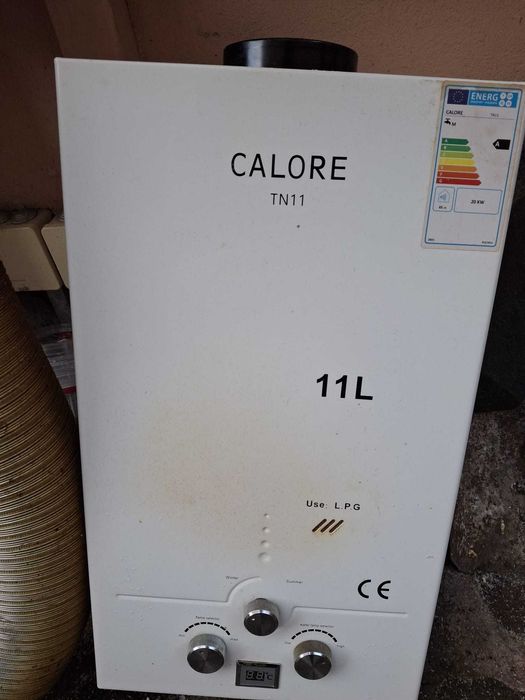 ENERG
CALORE
M
A
20 KW
CALORE
TN11
11L
Use: L.P.G
Winter
Summer
CE